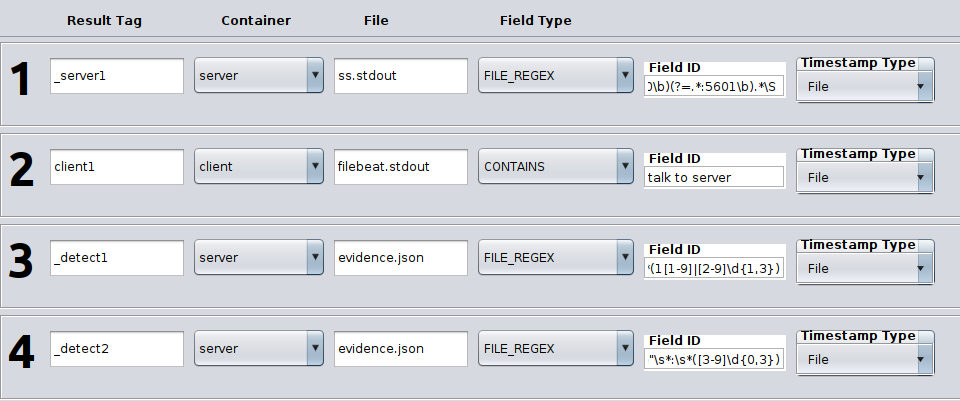 Result Tag Container File Field Type
1 _server1 server ss.stdout FILE_REGEX Field ID Timestamp Type
)\b)(?=.*:5601\b).*\S File
2 client1 client filebeat.stdout CONTAINS Field ID Timestamp Type
talk to server File
3 _detect1 server evidence.json FILE_REGEX Field ID Timestamp Type
(1[1-9]|[2-9]\d{1,3}) File
4 _detect2 server evidence.json FILE_REGEX Field ID Timestamp Type
"\s*:\s*([3-9]\d{0,3}) File